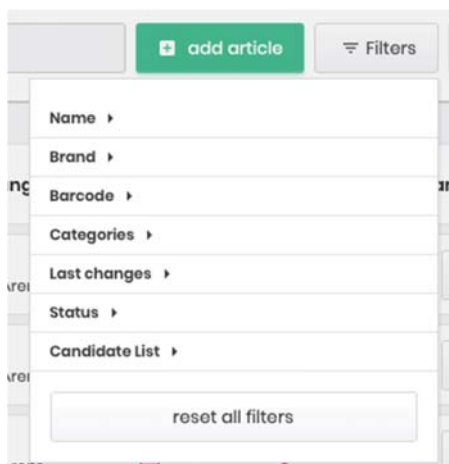 add article
Filters
Name
Brand
Barcode
Categories
Last changes
Status
Candidate List
reset all filters